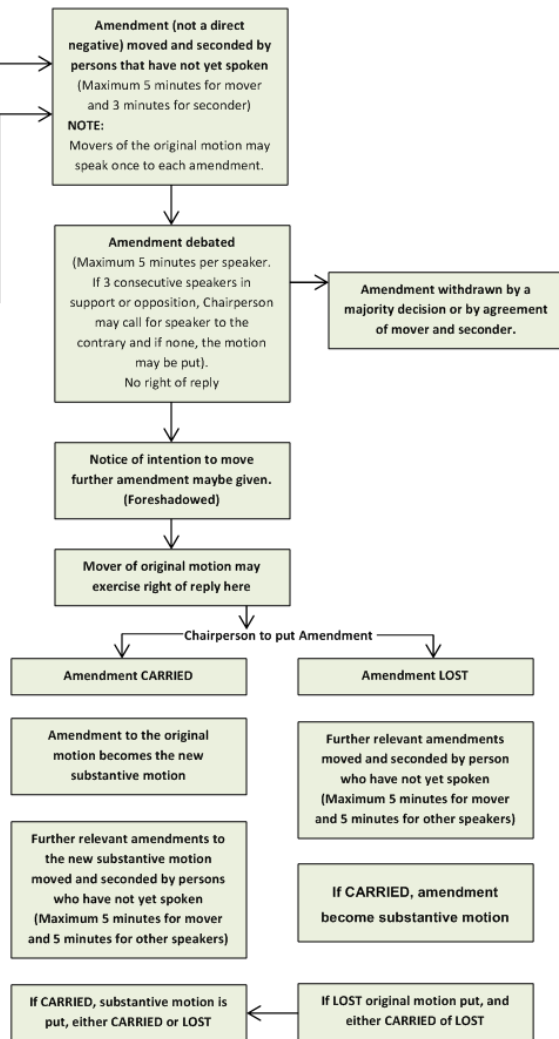 Amendment (not a direct
negative) moved and seconded by
persons that have not yet spoken
(Maximum 5 minutes for mover
and 3 minutes for seconder)
NOTE:
Movers of the original motion may
speak once to each amendment.
Amendment debated
(Maximum 5 minutes per speaker.
If 3 consecutive speakers in
support or opposition, Chairperson
may call for speaker to the
contrary and if none, the motion
may be put).
No right of reply
Amendment withdrawn by a
majority decision or by agreement
of mover and seconder.
Notice of intention to move
further amendment maybe given.
(Foreshadowed)
Mover of original motion may
exercise right of reply here
Chairperson to put Amendment
Amendment CARRIED
Amendment to the original
motion becomes the new
substantive motion
Further relevant amendments to
the new substantive motion
moved and seconded by persons
who have not yet spoken
(Maximum 5 minutes for mover
and 5 minutes for other speakers)
If CARRIED, substantive motion is
put, either CARRIED or LOST
Amendment LOST
Further relevant amendments
moved and seconded by person
who have not yet spoken
(Maximum 5 minutes for mover
and 5 minutes for other speakers)
If CARRIED, amendment
become substantive motion
If LOST original motion put, and
either CARRIED of LOST